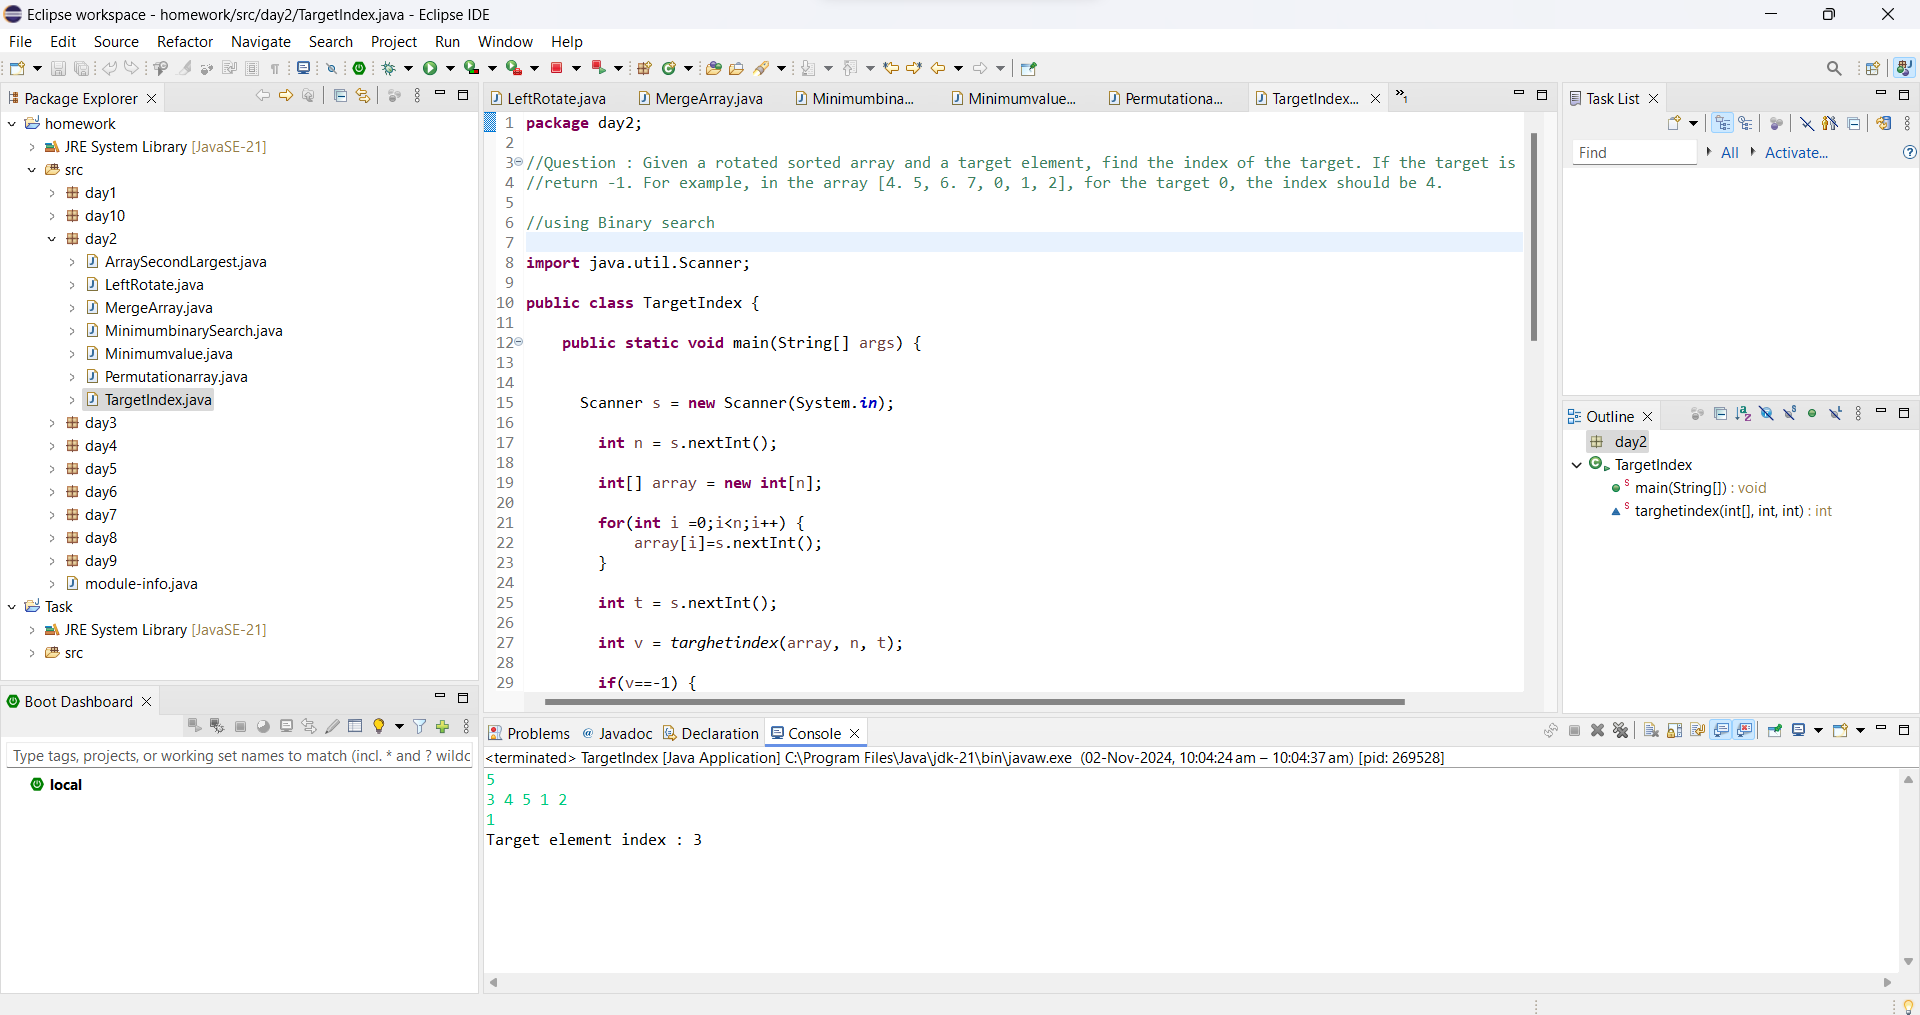 Eclipse workspace - homework/src/day2/TargetIndex.java - Eclipse IDE
File Edit Source Refactor Navigate Search Project Run Window Help
Package Explorer
homework
JRE System Library [JavaSE-21]
src
day1
day10
day2
ArraySecondLargest.java
LeftRotate.java
MergeArray.java
MinimumbinarySearch.java
Minimumvalue.java
Permutationarray.java
TargetIndex.java
day3
day4
day5
day6
day7
day8
day9
module-info.java
Task
JRE System Library [JavaSE-21]
src
Boot Dashboard
Type tags, projects, or working set names to match (incl. * and ? wildc
local
LeftRotate.java MergeArray.java Minimumbina... Minimumvalue... Permutationa... TargetIndex... »1
1 package day2;
2
3 //Question : Given a rotated sorted array and a target element, find the index of the target. If the target is
4 //return -1. For example, in the array [4. 5, 6. 7, 0, 1, 2], for the target 0, the index should be 4.
5
6 //using Binary search
7
8 import java.util.Scanner;
9
10 public class TargetIndex {
11
12 public static void main(String[] args) {
13
14
15 Scanner s = new Scanner(System.in);
16
17 int n = s.nextInt();
18
19 int[] array = new int[n];
20
21 for(int i =0;i<n;i++) {
22 array[i]=s.nextInt();
23 }
24
25 int t = s.nextInt();
26
27 int v = targhetindex(array, n, t);
28
29 if(v==-1) {
Problems Javadoc Declaration Console
<terminated> TargetIndex [Java Application] C:\Program Files\Java\jdk-21\bin\javaw.exe (02-Nov-2024, 10:04:24 am – 10:04:37 am) [pid: 269528]
5
3 4 5 1 2
1
Target element index : 3
Task List
Find All Activate...
Outline
day2
TargetIndex
main(String[]) : void
targhetindex(int[], int, int) : int